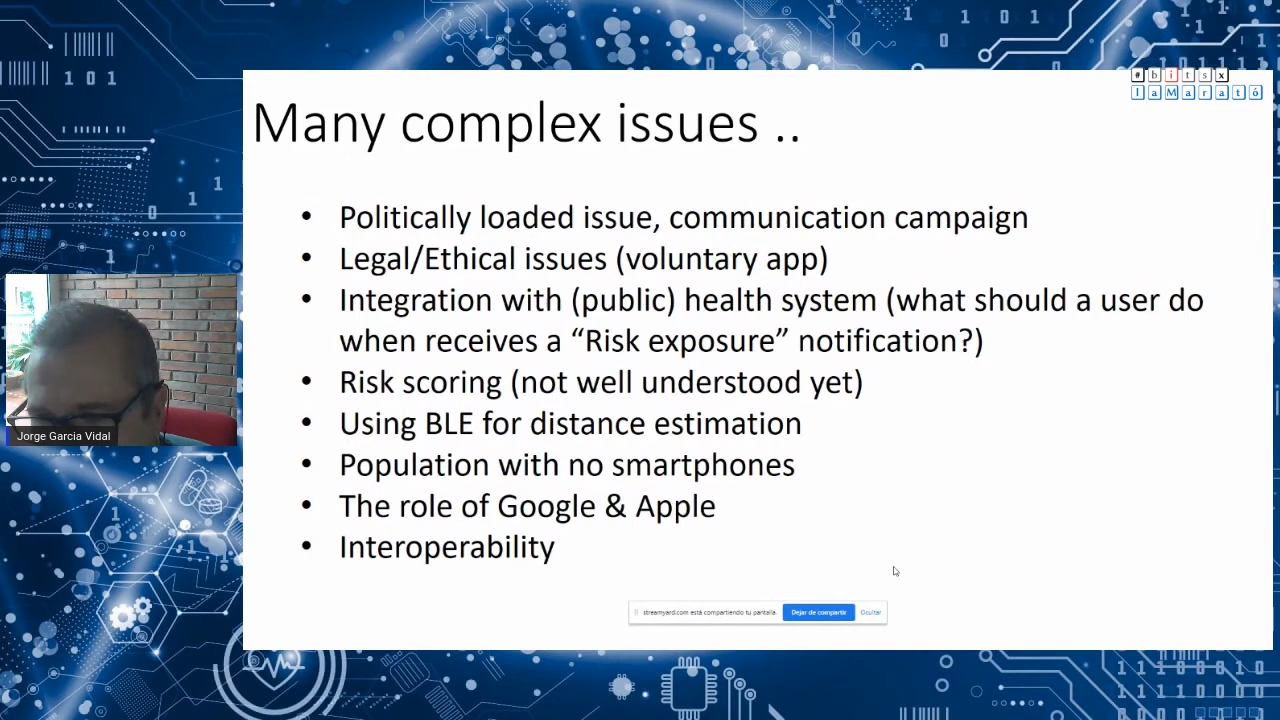 #bitsx
laMarató
Many complex issues ..
• Politically loaded issue, communication campaign
• Legal/Ethical issues (voluntary app)
• Integration with (public) health system (what should a user do
when receives a “Risk exposure” notification?)
• Risk scoring (not well understood yet)
• Using BLE for distance estimation
• Population with no smartphones
• The role of Google & Apple
• Interoperability
Jorge Garcia Vidal
streamyard.com está compartiendo tu pantalla. Dejar de compartir Ocultar